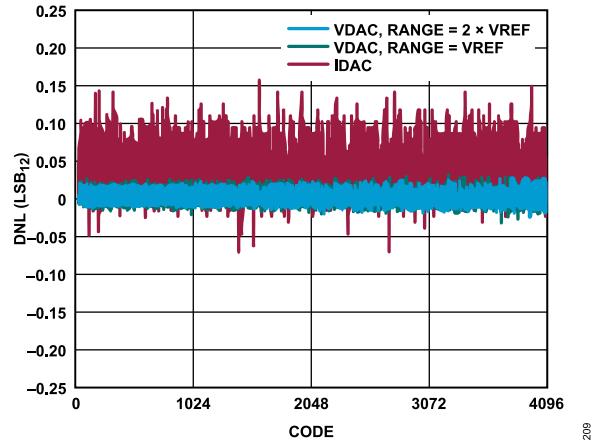 0.25
0.20
0.15
0.10
0.05
0
–0.05
–0.10
–0.15
–0.20
–0.25
DNL (LSB12)
VDAC, RANGE = 2 × VREF
VDAC, RANGE = VREF
IDAC
0 1024 2048 3072 4096
CODE
209